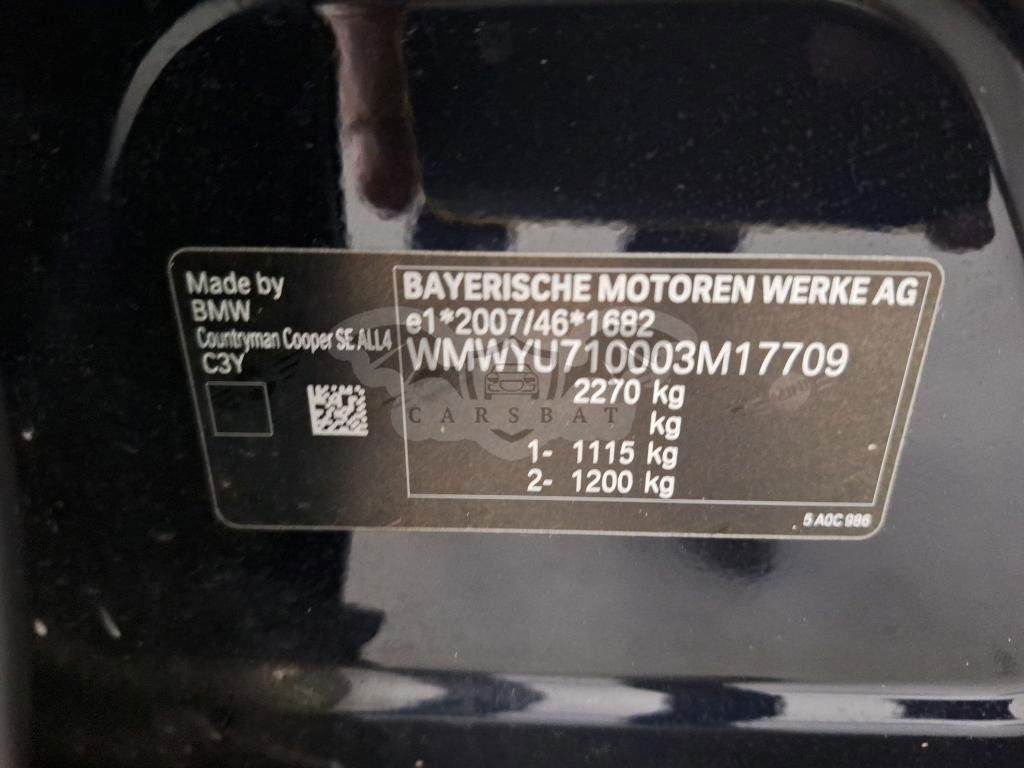 Made by
BMW
Countryman Cooper SE ALL4
C3Y
BAYERISCHE MOTOREN WERKE AG
e1*2007/46*1682
WMWYU710003M17709
2270 kg
kg
1- 1115 kg
2- 1200 kg
5 A0C 986
CARSBAT